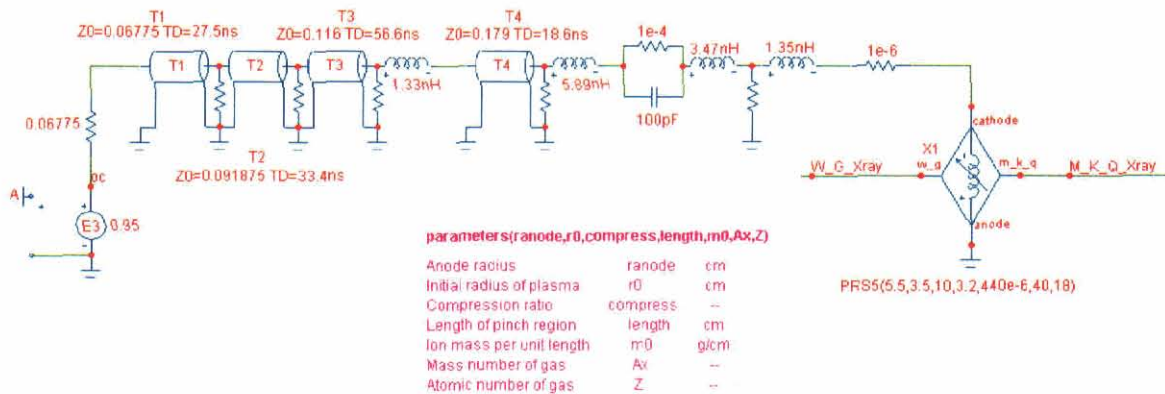 T1
Z0=0.06775 TD=27.5ns
T3
Z0=0.116 TD=56.6ns
T4
Z0=0.179 TD=18.6ns
1e-4
3.47nH
1.35nH
1e-6
T1
T2
T3
T4
1.33nH
5.89nH
100pF
0.06775
T2
Z0=0.091875 TD=33.4ns
oc
A
E3
0.95
cathode
X1
W_G_Xray
w_g
m_k_q
M_K_Q_Xray
anode
PRS5(5.5,3.5,10,3.2,440e-6,40,18)
parameters(ranode,r0,compress,length,m0,Ax,Z)
Anode radius ranode cm
Initial radius of plasma r0 cm
Compression ratio compress --
Length of pinch region length cm
Ion mass per unit length m0 g/cm
Mass number of gas Ax --
Atomic number of gas Z --